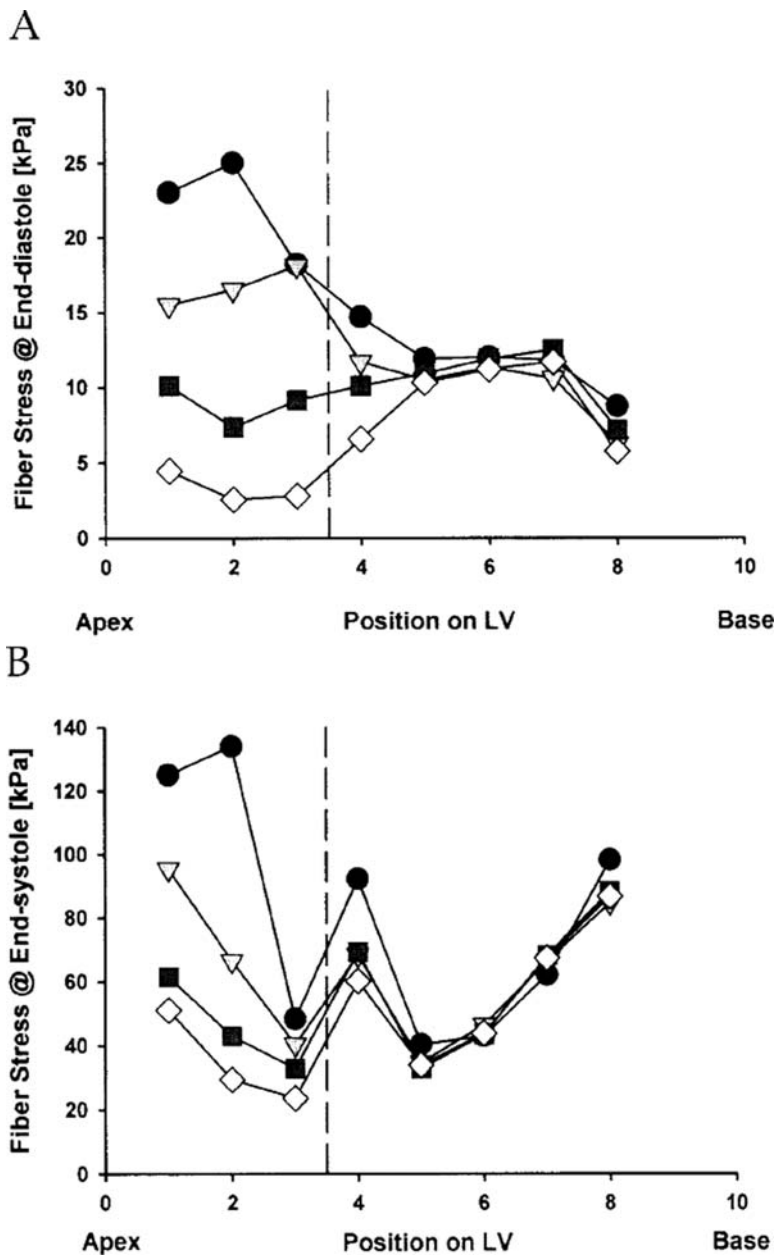 A
Fiber Stress @ End-diastole [kPa]
30
25
20
15
10
5
0
0 2 4 6 8 10
Apex Position on LV Base
B
Fiber Stress @ End-systole [kPa]
140
120
100
80
60
40
20
0
0 2 4 6 8 10
Apex Position on LV Base